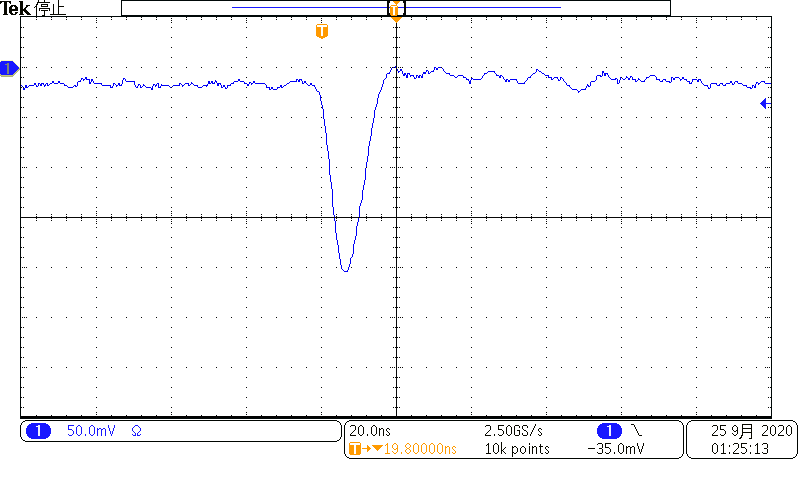 Tek 停止
T
T
1
1 50.0mV Ω
20.0ns 2.50GS/s 1
T→▼19.80000ns 10k points −35.0mV
25 9月 2020
01:25:13